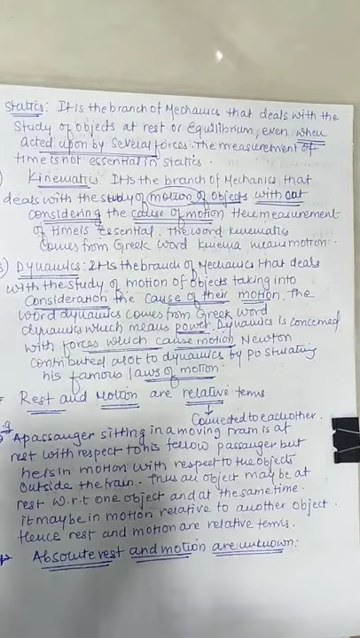 Statics: It is the branch of Mechanics that deals with the
study of objects at rest or Equilibrium, even when
acted upon by several forces. The measurement of
time is not essential in statics.
Kinematics: It is the branch of Mechanics that
deals with the study of motion of objects with out
considering the cause of motion Here measurement
of time is essential. The word kinematics
comes from Greek word kinema means motion.
Dynamics: It is the branch of Mechanics that deals
with the study of motion of objects taking into
consideration the cause of their motion. The
word dynamics comes from Greek word
dynamis which means power. Dynamics is concerned
with forces which cause motion Newton
contributed a lot to dynamics by postulating
his famous laws of motion.
Rest and Motion are relative terms
↓
Connected to each other.
A passanger sitting in a moving train is at
rest with respect to his fellow passanger but
he is in motion with respect to the objects
outside the train. Thus an object may be at
rest w.r.t one object and at the same time.
it may be in motion relative to another object.
Hence rest and motion are relative terms.
Absolute rest and motion are unknown: